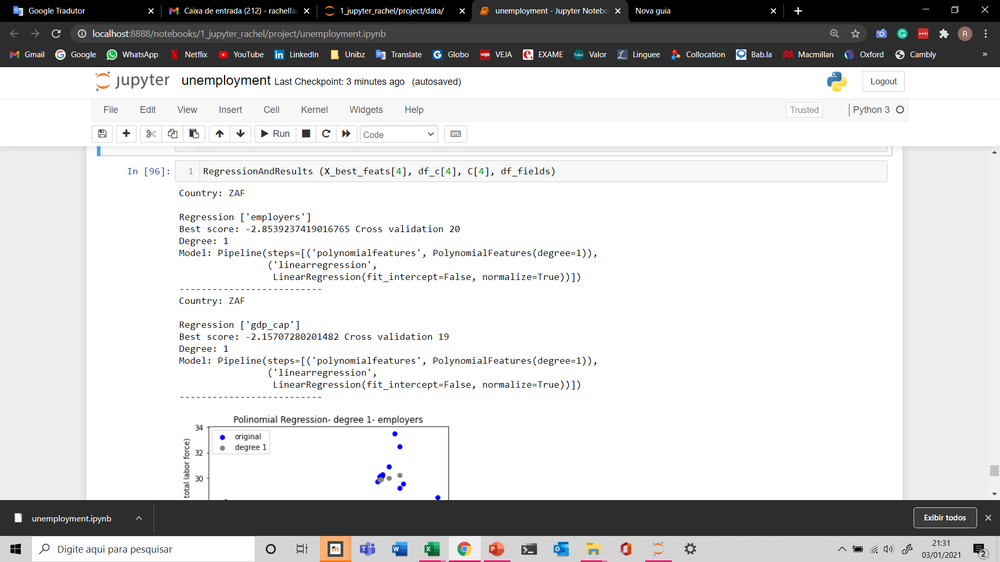 Google Tradutor
Caixa de entrada (212) - rachelfar
1_jupyter_rachel/project/data/
unemployment - Jupyter Notebo
Nova guia
localhost:8888/notebooks/1_jupyter_rachel/project/unemployment.ipynb
R
Gmail Google WhatsApp Netflix YouTube LinkedIn Unibz Translate Globo VEJA EXAME Valor Linguee Collocation Bab.la Macmillan Oxford Cambly »
jupyter unemployment Last Checkpoint: 3 minutes ago (autosaved)
Logout
File Edit View Insert Cell Kernel Widgets Help
Trusted
Python 3
Run
Code
In [96]: 1 RegressionAndResults (X_best_feats[4], df_c[4], C[4], df_fields)
Country: ZAF
Regression ['employers']
Best score: -2.8539237419016765 Cross validation 20
Degree: 1
Model: Pipeline(steps=[('polynomialfeatures', PolynomialFeatures(degree=1)),
('linearregression',
LinearRegression(fit_intercept=False, normalize=True))])
--------------------------
Country: ZAF
Regression ['gdp_cap']
Best score: -2.15707280201482 Cross validation 19
Degree: 1
Model: Pipeline(steps=[('polynomialfeatures', PolynomialFeatures(degree=1)),
('linearregression',
LinearRegression(fit_intercept=False, normalize=True))])
--------------------------
Polinomial Regression- degree 1- employers
original
degree 1
34
32
30
total labor force)
unemployment.ipynb
Exibir todos
Digite aqui para pesquisar
21:31
03/01/2021
2